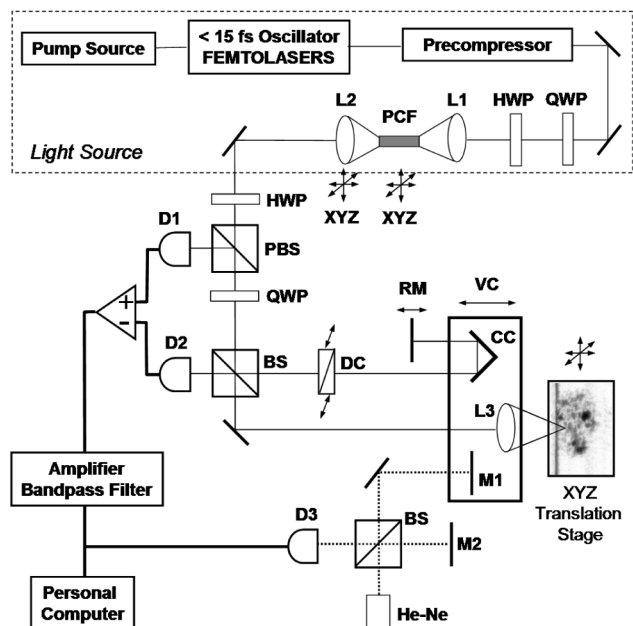 Pump Source
< 15 fs Oscillator
FEMTOLASERS
Precompressor
L2
PCF
L1
HWP
QWP
Light Source
XYZ
XYZ
HWP
D1
PBS
QWP
+
-
D2
BS
DC
RM
VC
CC
L3
XYZ
Translation
Stage
M1
Amplifier
Bandpass Filter
D3
BS
M2
Personal
Computer
He-Ne